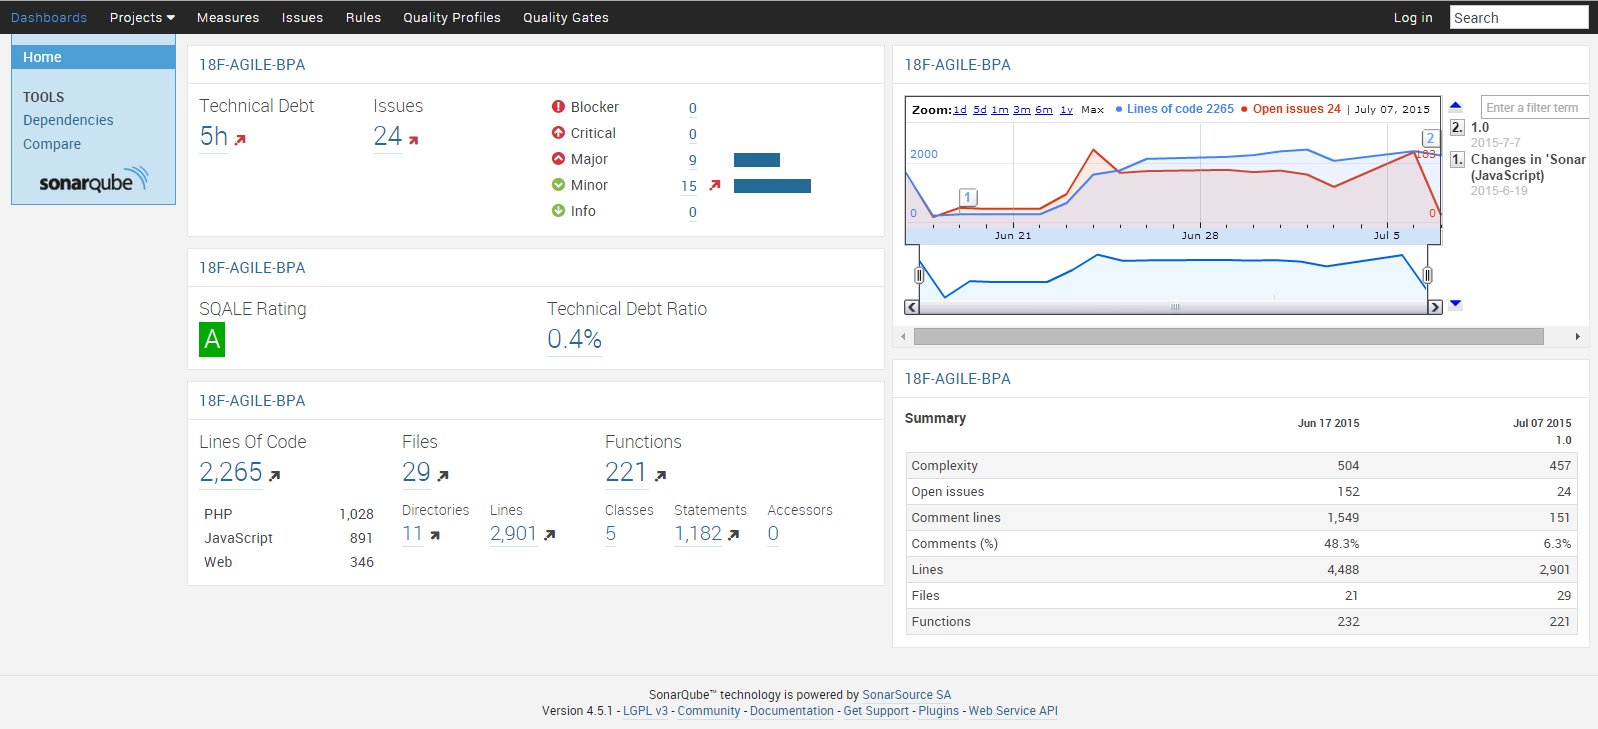 Dashboards Projects Measures Issues Rules Quality Profiles Quality Gates Log in Search
Home
TOOLS
Dependencies
Compare
sonarqube
18F-AGILE-BPA
Technical Debt
5h
Issues
24
Blocker 0
Critical 0
Major 9
Minor 15
Info 0
18F-AGILE-BPA
SQALE Rating
A
Technical Debt Ratio
0.4%
18F-AGILE-BPA
Lines Of Code
2,265
PHP 1,028
JavaScript 891
Web 346
Files
29
Directories
11
Lines
2,901
Functions
221
Classes
5
Statements
1,182
Accessors
0
18F-AGILE-BPA
Zoom: 1d 5d 1m 3m 6m 1y Max Lines of code 2265 Open issues 24 | July 07, 2015
2000
0
183
0
1
2
Jun 21 Jun 28 Jul 5
Enter a filter term
2. 1.0
2015-7-7
1. Changes in 'Sonar
(JavaScript)
2015-6-19
18F-AGILE-BPA
Summary Jun 17 2015 Jul 07 2015
1.0
Complexity 504 457
Open issues 152 24
Comment lines 1,549 151
Comments (%) 48.3% 6.3%
Lines 4,488 2,901
Files 21 29
Functions 232 221
SonarQube™ technology is powered by SonarSource SA
Version 4.5.1 - LGPL v3 - Community - Documentation - Get Support - Plugins - Web Service API